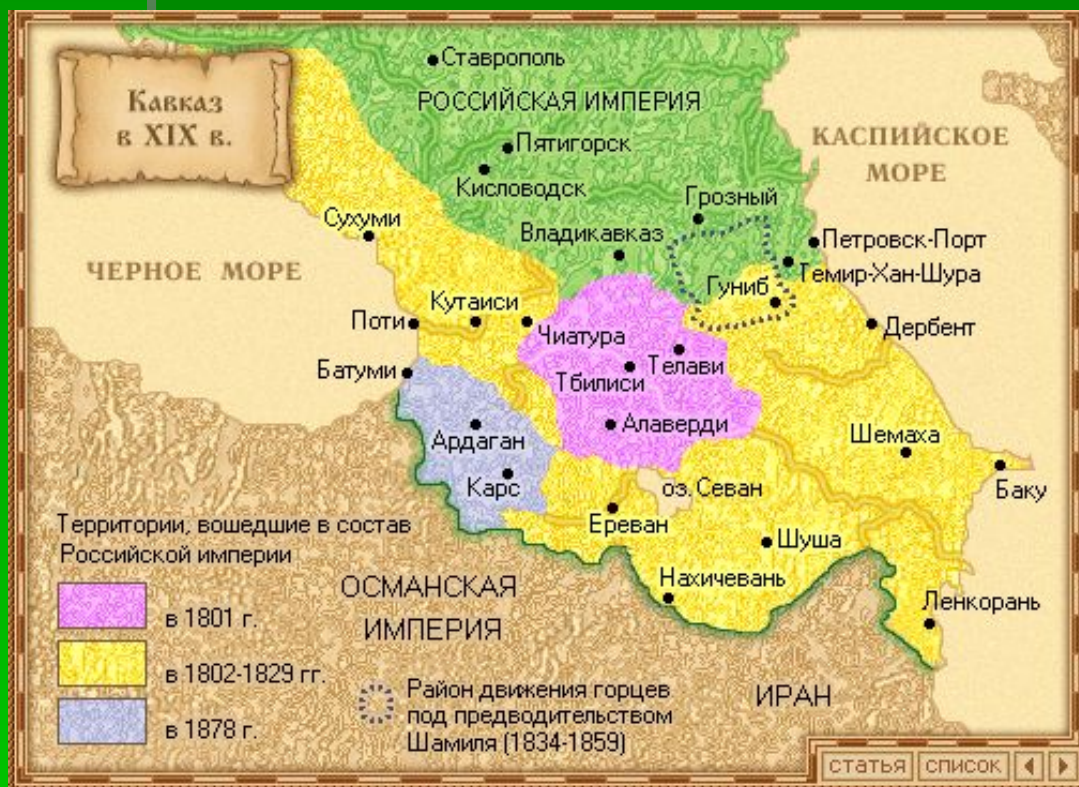 Кавказ
в XIX в.
Ставрополь
РОССИЙСКАЯ ИМПЕРИЯ
Пятигорск
Кисловодск
КАСПИЙСКОЕ
МОРЕ
Грозный
Сухуми
Владикавказ
Петровск-Порт
Темир-Хан-Шура
ЧЕРНОЕ МОРЕ
Гуниб
Кутаиси
Поти
Чиатура
Дербент
Батуми
Телави
Тбилиси
Ардаган
Алаверди
Шемаха
Карс
оз. Севан
Баку
Ереван
Шуша
Нахичевань
Ленкорань
ОСМАНСКАЯ
ИМПЕРИЯ
ИРАН
Территории, вошедшие в состав
Российской империи
в 1801 г.
в 1802-1829 гг.
в 1878 г.
Район движения горцев
под предводительством
Шамиля (1834-1859)
статья список